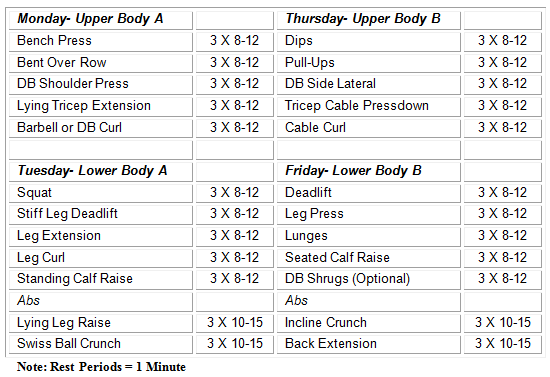 Monday- Upper Body A Thursday- Upper Body B
Bench Press 3 X 8-12 Dips 3 X 8-12
Bent Over Row 3 X 8-12 Pull-Ups 3 X 8-12
DB Shoulder Press 3 X 8-12 DB Side Lateral 3 X 8-12
Lying Tricep Extension 3 X 8-12 Tricep Cable Pressdown 3 X 8-12
Barbell or DB Curl 3 X 8-12 Cable Curl 3 X 8-12
Tuesday- Lower Body A Friday- Lower Body B
Squat 3 X 8-12 Deadlift 3 X 8-12
Stiff Leg Deadlift 3 X 8-12 Leg Press 3 X 8-12
Leg Extension 3 X 8-12 Lunges 3 X 8-12
Leg Curl 3 X 8-12 Seated Calf Raise 3 X 8-12
Standing Calf Raise 3 X 8-12 DB Shrugs (Optional) 3 X 8-12
Abs Abs
Lying Leg Raise 3 X 10-15 Incline Crunch 3 X 10-15
Swiss Ball Crunch 3 X 10-15 Back Extension 3 X 10-15
Note: Rest Periods = 1 Minute